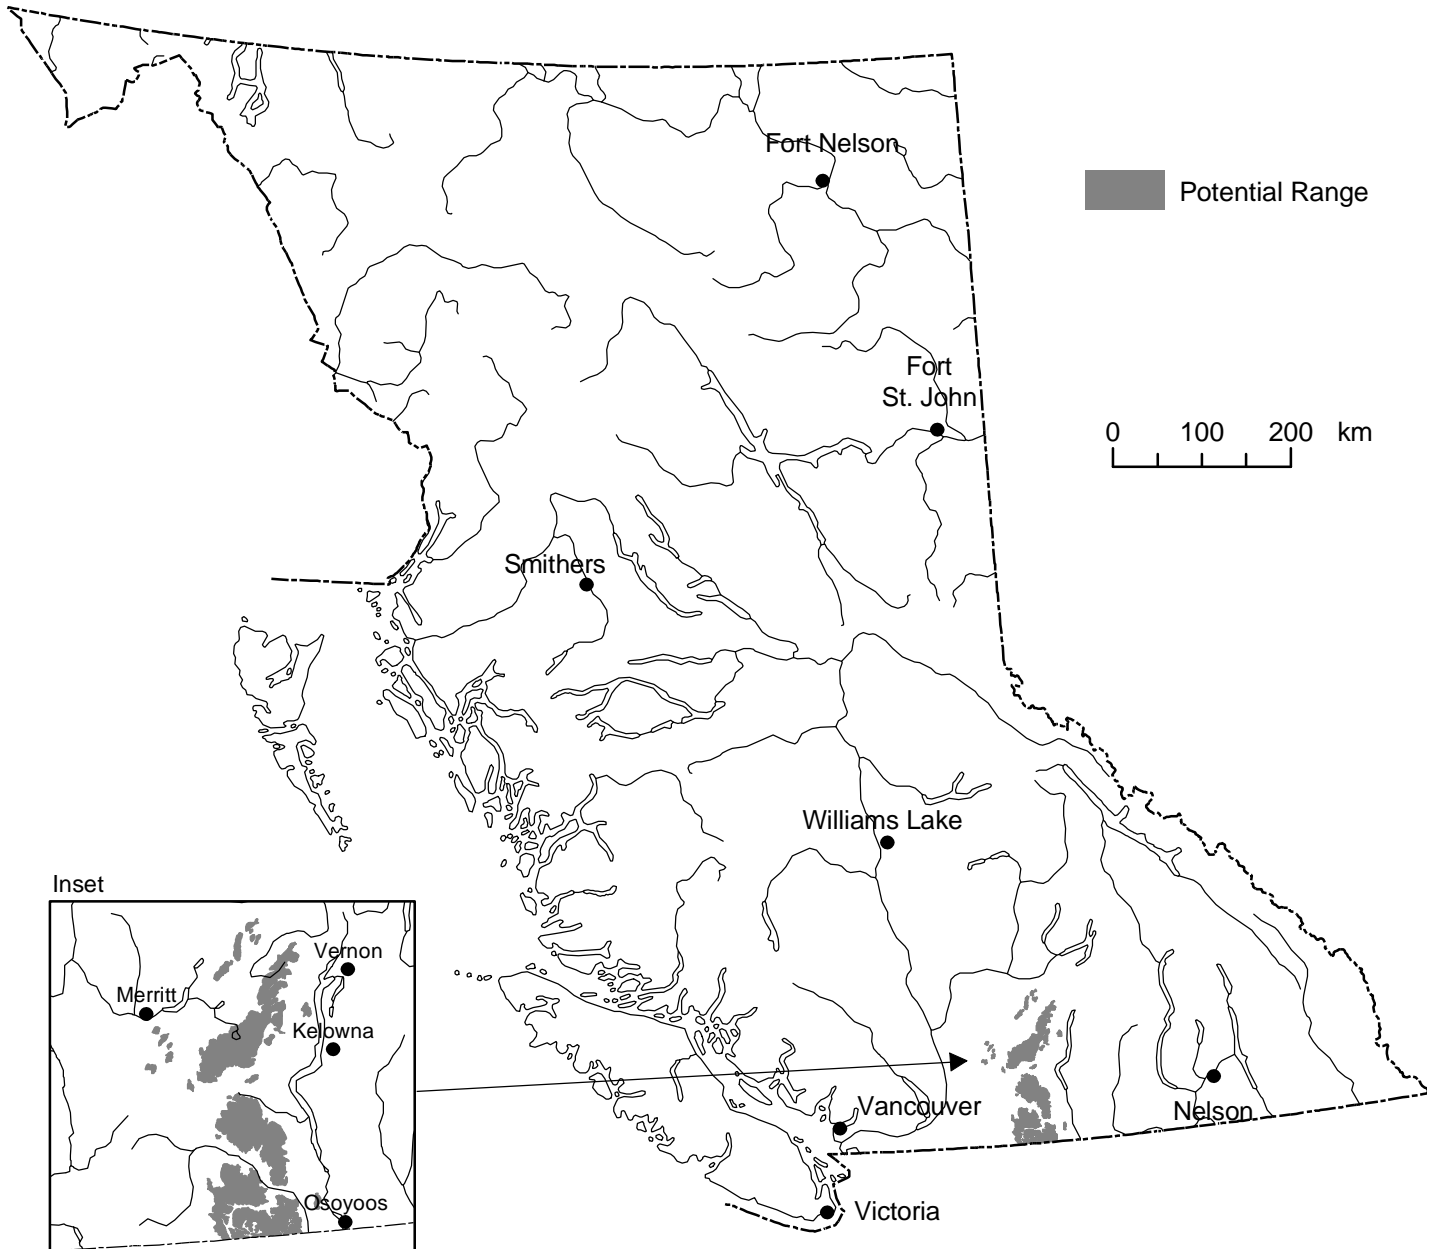 Fort Nelson
Potential Range
Fort
St. John
0 100 200 km
Smithers
Williams Lake
Inset
Vernon
Merritt
Kelowna
Osoyoos
Vancouver
Nelson
Victoria